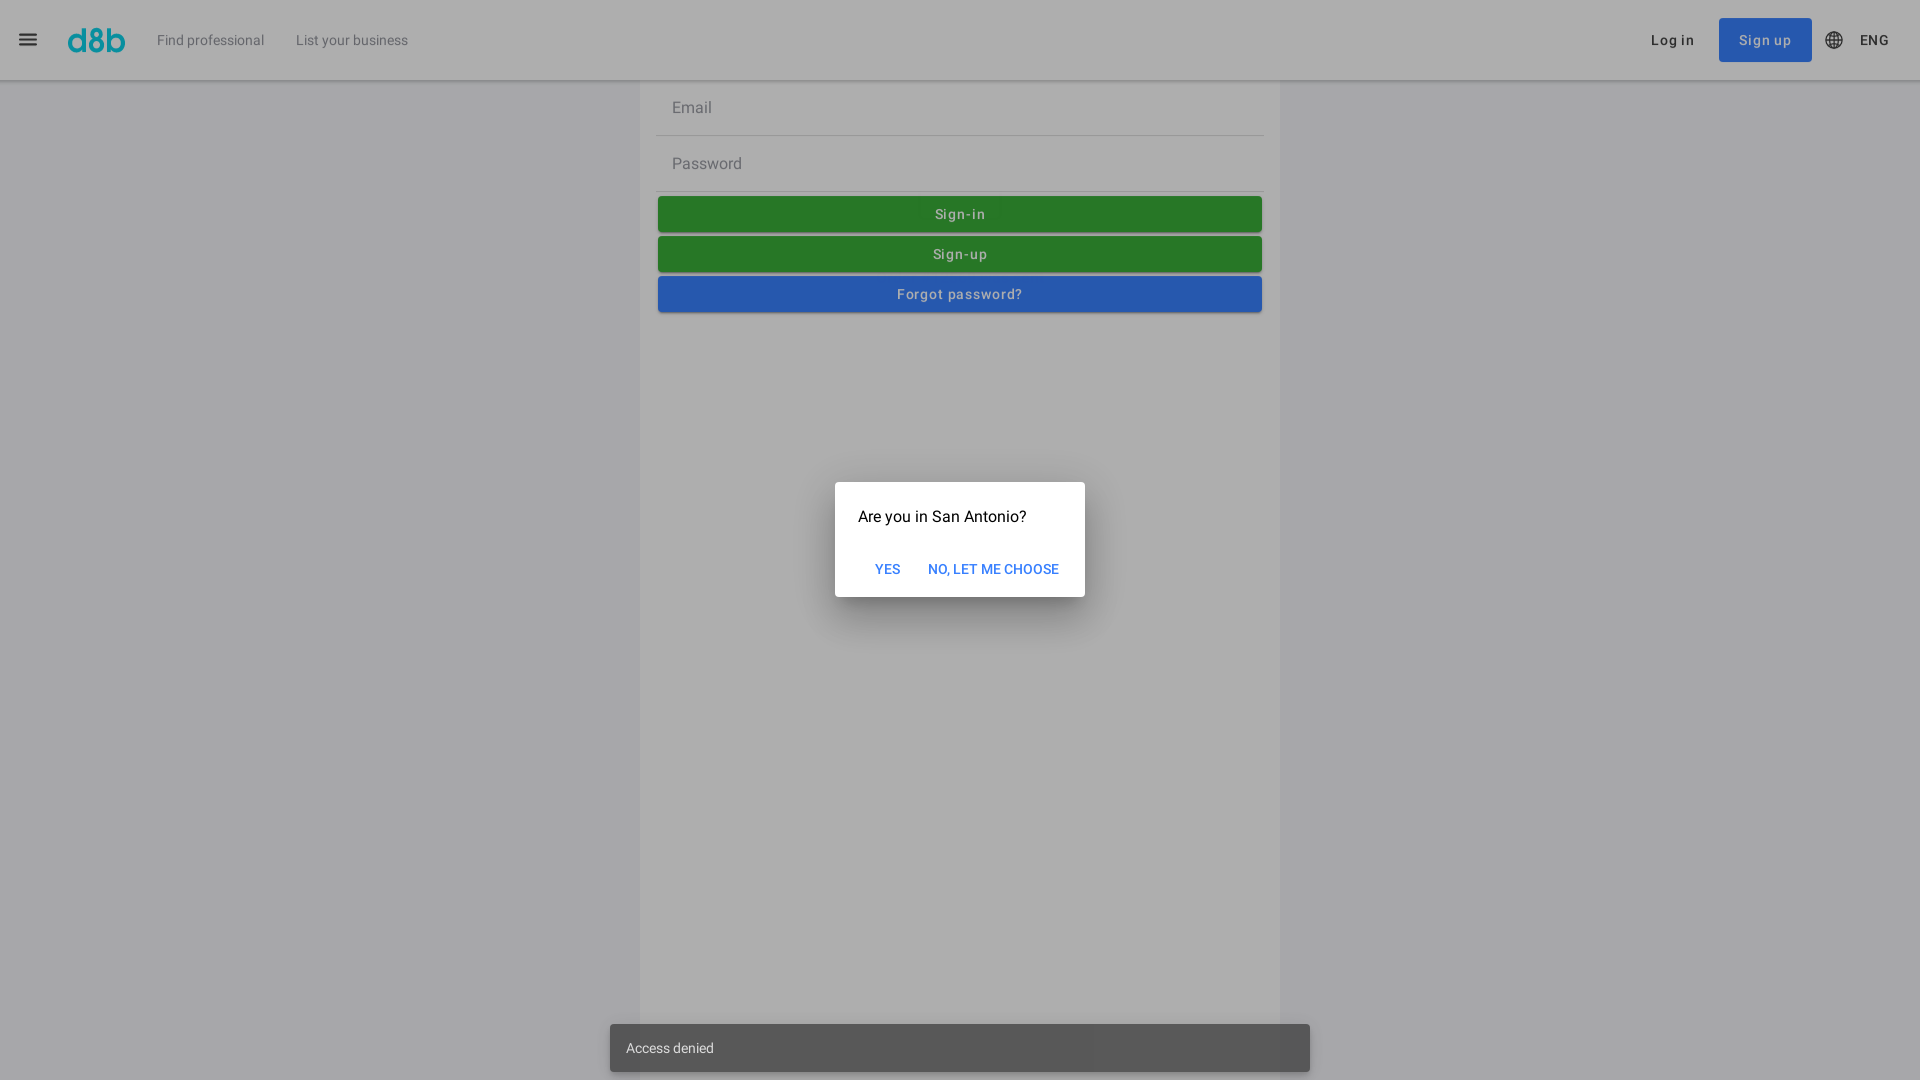 d8b
Find professional
List your business
Log in
Sign up
ENG
Email
Password
Sign-in
Sign-up
Forgot password?
Are you in San Antonio?
YES
NO, LET ME CHOOSE
Access denied